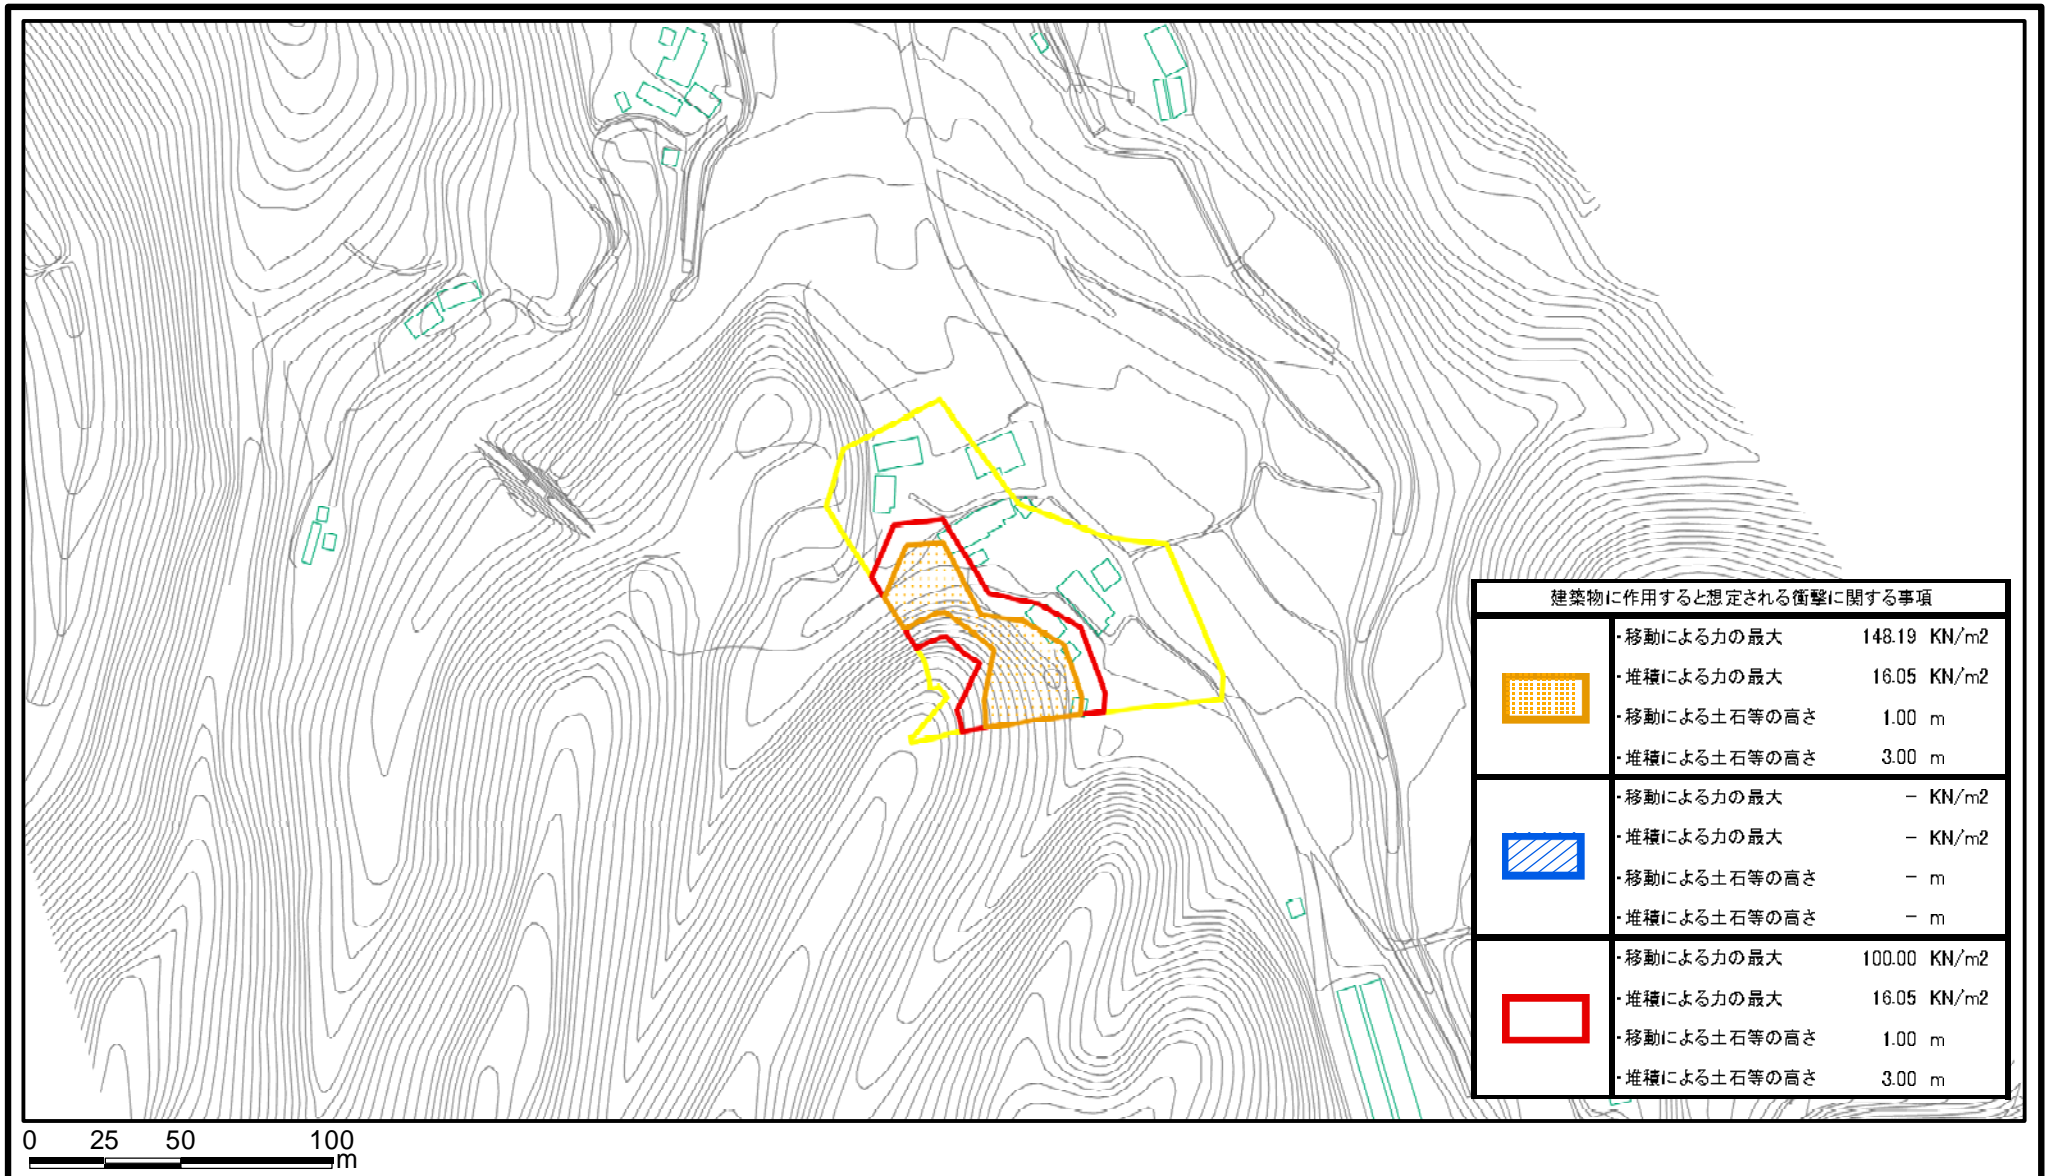 建築物に作用すると想定される衝撃に関する事項
・移動による力の最大 148.19 KN/m2
・堆積による力の最大 16.05 KN/m2
・移動による土石等の高さ 1.00 m
・堆積による土石等の高さ 3.00 m
・移動による力の最大 － KN/m2
・堆積による力の最大 － KN/m2
・移動による土石等の高さ － m
・堆積による土石等の高さ － m
・移動による力の最大 100.00 KN/m2
・堆積による力の最大 16.05 KN/m2
・移動による土石等の高さ 1.00 m
・堆積による土石等の高さ 3.00 m
0 25 50 100
m